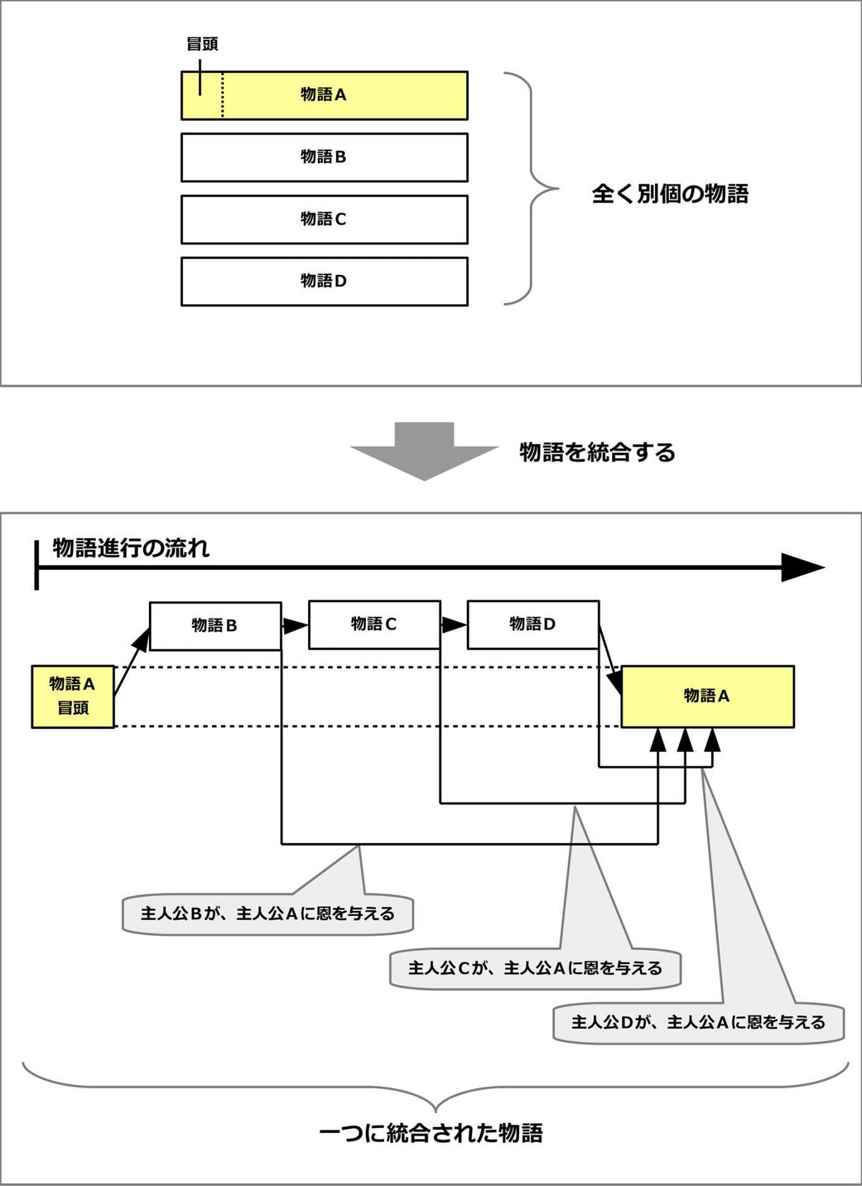 冒頭
物語A
物語B
物語C
物語D
全く別個の物語
物語を統合する
物語進行の流れ
物語B
物語C
物語D
物語A
冒頭
物語A
主人公Bが、主人公Aに恩を与える
主人公Cが、主人公Aに恩を与える
主人公Dが、主人公Aに恩を与える
一つに統合された物語